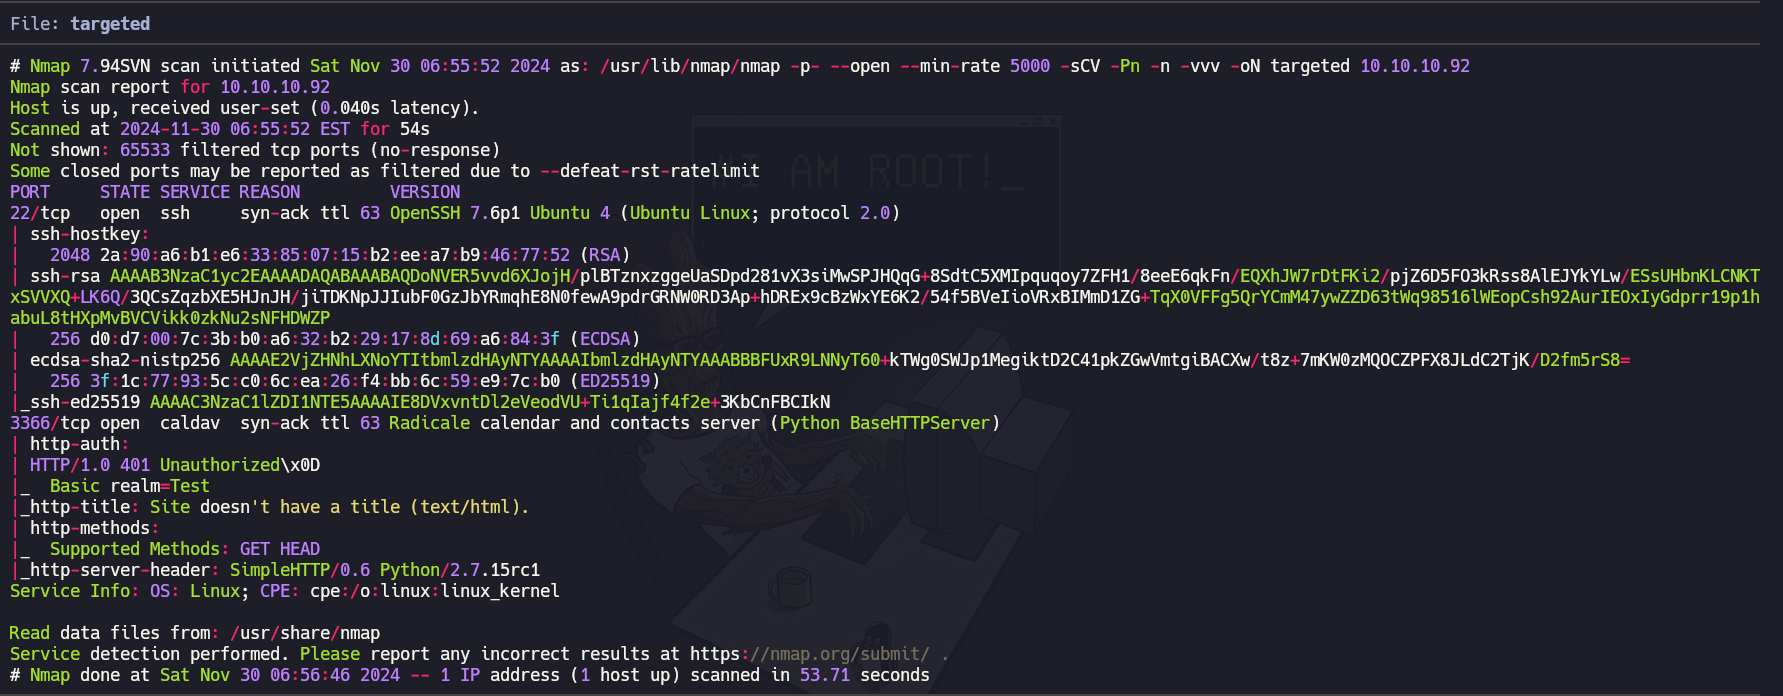 File: targeted
# Nmap 7.94SVN scan initiated Sat Nov 30 06:55:52 2024 as: /usr/lib/nmap/nmap -p- --open --min-rate 5000 -sCV -Pn -n -vvv -oN targeted 10.10.10.92
Nmap scan report for 10.10.10.92
Host is up, received user-set (0.040s latency).
Scanned at 2024-11-30 06:55:52 EST for 54s
Not shown: 65533 filtered tcp ports (no-response)
Some closed ports may be reported as filtered due to --defeat-rst-ratelimit
PORT     STATE SERVICE REASON         VERSION
22/tcp   open  ssh     syn-ack ttl 63 OpenSSH 7.6p1 Ubuntu 4 (Ubuntu Linux; protocol 2.0)
| ssh-hostkey:
|   2048 2a:90:a6:b1:e6:33:85:07:15:b2:ee:a7:b9:46:77:52 (RSA)
| ssh-rsa AAAAB3NzaC1yc2EAAAADAQABAAABAQDoNVER5vvd6XJojH/plBTznxzggeUaSDpd281vX3siMwSPJHQqG+8SdtC5XMIpquqoy7ZFH1/8eeE6qkFn/EQXhJW7rDtFKi2/pjZ6D5FO3kRss8AlEJYkYLw/ESsUHbnKLCNKT
xSVVXQ+LK6Q/3QCsZqzbXE5HJnJH/jiTDKNpJJIubF0GzJbYRmqhE8N0fewA9pdrGRNW0RD3Ap+hDREx9cBzWxYE6K2/54f5BVeIioVRxBIMmD1ZG+TqX0VFFg5QrYCmM47ywZZD63tWq98516lWEopCsh92AurIEOxIyGdprr19p1h
abuL8tHXpMvBVCVikk0zkNu2sNFHDWZP
|   256 d0:d7:00:7c:3b:b0:a6:32:b2:29:17:8d:69:a6:84:3f (ECDSA)
| ecdsa-sha2-nistp256 AAAAE2VjZHNhLXNoYTItbmlzdHAyNTYAAAAIbmlzdHAyNTYAAABBBFUxR9LNNyT60+kTWg0SWJp1MegiktD2C41pkZGwVmtgiBACXw/t8z+7mKW0zMQOCZPFX8JLdC2TjK/D2fm5rS8=
|   256 3f:1c:77:93:5c:c0:6c:ea:26:f4:bb:6c:59:e9:7c:b0 (ED25519)
|_ssh-ed25519 AAAAC3NzaC1lZDI1NTE5AAAAIE8DVxvntDl2eVeodVU+Ti1qIajf4f2e+3KbCnFBCIkN
3366/tcp open  caldav  syn-ack ttl 63 Radicale calendar and contacts server (Python BaseHTTPServer)
| http-auth:
| HTTP/1.0 401 Unauthorized\x0D
|_  Basic realm=Test
|_http-title: Site doesn't have a title (text/html).
| http-methods:
|_  Supported Methods: GET HEAD
|_http-server-header: SimpleHTTP/0.6 Python/2.7.15rc1
Service Info: OS: Linux; CPE: cpe:/o:linux:linux_kernel
Read data files from: /usr/share/nmap
Service detection performed. Please report any incorrect results at https://nmap.org/submit/ .
# Nmap done at Sat Nov 30 06:56:46 2024 -- 1 IP address (1 host up) scanned in 53.71 seconds
I AM ROOT!_